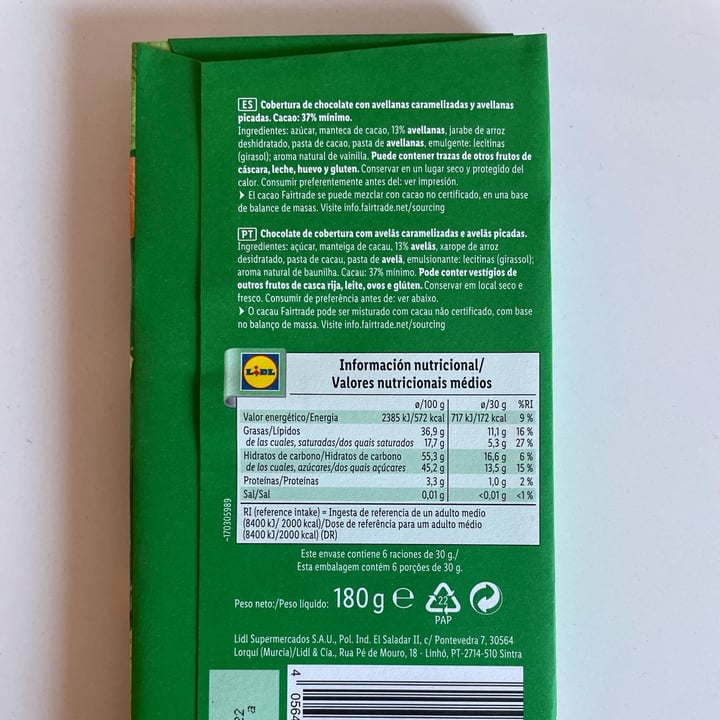 ES Cobertura de chocolate con avellanas caramelizadas y avellanas
picadas. Cacao: 37% mínimo.
Ingredientes: azúcar, manteca de cacao, 13% avellanas, jarabe de arroz
deshidratado, pasta de cacao, pasta de avellanas, emulgente: lecitinas
(girasol); aroma natural de vainilla. Puede contener trazas de otros frutos de
cáscara, leche, huevo y gluten. Conservar en un lugar seco y protegido del
calor. Consumir preferentemente antes del: ver impresión.
El cacao Fairtrade se puede mezclar con cacao no certificado, en una base
de balance de masas. Visite info.fairtrade.net/sourcing
PT Chocolate de cobertura com avelãs caramelizadas e avelãs picadas.
Ingredientes: açúcar, manteiga de cacau, 13% avelãs, xarope de arroz
desidratado, pasta de cacau, pasta de avelã, emulsionante: lecitinas (girassol);
aroma natural de baunilha. Cacau: 37% mínimo. Pode conter vestígios de
outros frutos de casca rija, leite, ovos e glúten. Conservar em local seco e
fresco. Consumir de preferência antes de: ver abaixo.
O cacau Fairtrade pode ser misturado com cacau não certificado, com base
no balanço de massa. Visite info.fairtrade.net/sourcing
LIDL
Información nutricional/
Valores nutricionais médios
ø/100 g ø/30 g %RI
Valor energético/Energía 2385 kJ/572 kcal 717 kJ/172 kcal 9 %
Grasas/Lípidos 36,9 g 11,1 g 16 %
de las cuales, saturadas/dos quais saturados 17,7 g 5,3 g 27 %
Hidratos de carbono/Hidratos de carbono 55,3 g 16,6 g 6 %
de los cuales, azúcares/dos quais açúcares 45,2 g 13,5 g 15 %
Proteínas/Proteínas 3,3 g 1,0 g 2 %
Sal/Sal 0,01 g <0,01 g <1 %
RI (reference intake) = Ingesta de referencia de un adulto medio
(8400 kJ/ 2000 kcal)/Dose de referência para um adulto médio
(8400 kJ/2000 kcal) (DR)
~170305989
Este envase contiene 6 raciones de 30 g./
Esta embalagem contém 6 porções de 30 g.
Peso neto:/Peso líquido: 180 g e
22
PAP
Lidl Supermercados S.A.U., Pol. Ind. El Saladar II, c/ Pontevedra 7, 30564
Lorquí (Murcia)/Lidl & Cia., Rua Pé de Mouro, 18 - Linhó, PT-2714-510 Sintra
22
a
4 0564